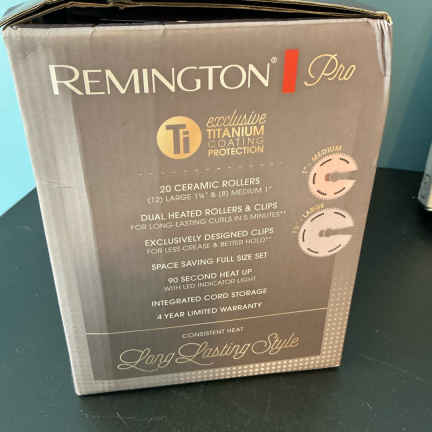 REMINGTON® Pro
Ti
exclusive
TITANIUM
COATING
PROTECTION
1" - MEDIUM
20 CERAMIC ROLLERS
(12) LARGE 1¼" & (8) MEDIUM 1"
DUAL HEATED ROLLERS & CLIPS
FOR LONG-LASTING CURLS IN 5 MINUTES**
1¼" - LARGE
EXCLUSIVELY DESIGNED CLIPS
FOR LESS CREASE & BETTER HOLD**
SPACE SAVING FULL SIZE SET
90 SECOND HEAT UP
WITH LED INDICATOR LIGHT
INTEGRATED CORD STORAGE
4 YEAR LIMITED WARRANTY
CONSISTENT HEAT
Long Lasting Style